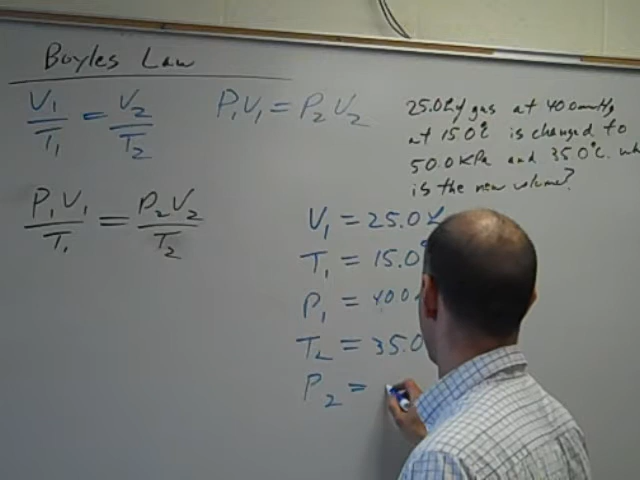 Boyles Law
V₁/T₁ = V₂/T₂
P₁V₁ = P₂V₂
25.0L of gas at 400mmHg
at 15.0°C is changed to
50.0 KPa and 35.0°C.
is the new volume?
P₁V₁/T₁ = P₂V₂/T₂
V₁ = 25.0 L
T₁ = 15.0°
P₁ = 400
T₂ = 35.0
P₂ =